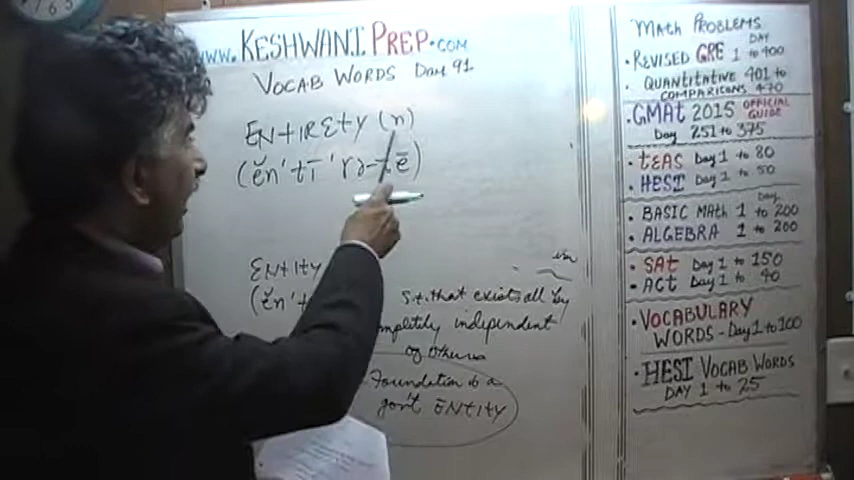 www.KESHWANI PREP.COM
VOCAB WORDS DAY 91
ENTIRETY (n)
(ĕn'tī'rə-tē)
ENTITY
(ĕn't
s.t. that exists all by
mpletily independent
of others
Foundation is a
gov't ENTITY
MATH PROBLEMS
DAY
• REVISED GRE 1 to 400
• QUANTITATIVE 401 to
COMPARISONS 470
• GMAt 2015 OFFICIAL GUIDE
Day 251 to 375
• tEAS Day 1 to 80
• HESI Day 1 to 50
Day
• BASIC MAth 1 to 200
• ALGEBRA 1 to 200
• SAt Day 1 to 150
• ACt Day 1 to 40
• VOCABULARY
WORDS - Day 1 to 100
• HESI VOCAB WORDS
DAY 1 to 25